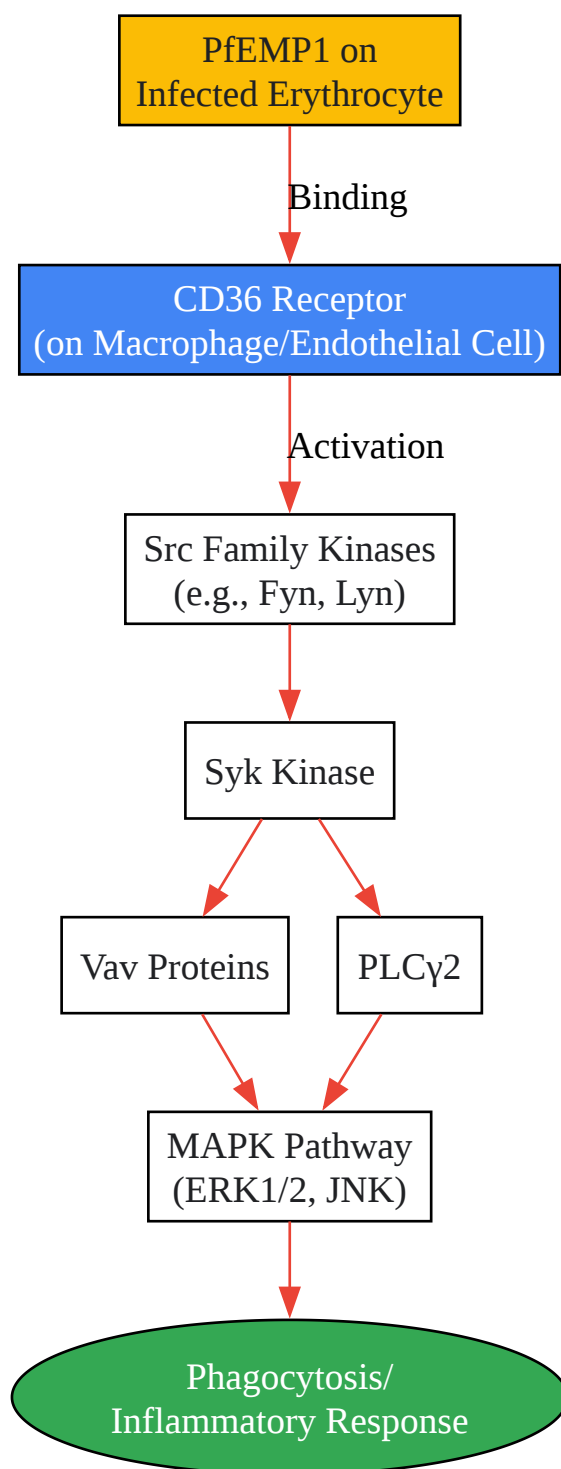 PfEMP1 on
Infected Erythrocyte
Binding
CD36 Receptor
(on Macrophage/Endothelial Cell)
Activation
Src Family Kinases
(e.g., Fyn, Lyn)
Syk Kinase
Vav Proteins
PLCγ2
MAPK Pathway
(ERK1/2, JNK)
Phagocytosis/
Inflammatory Response